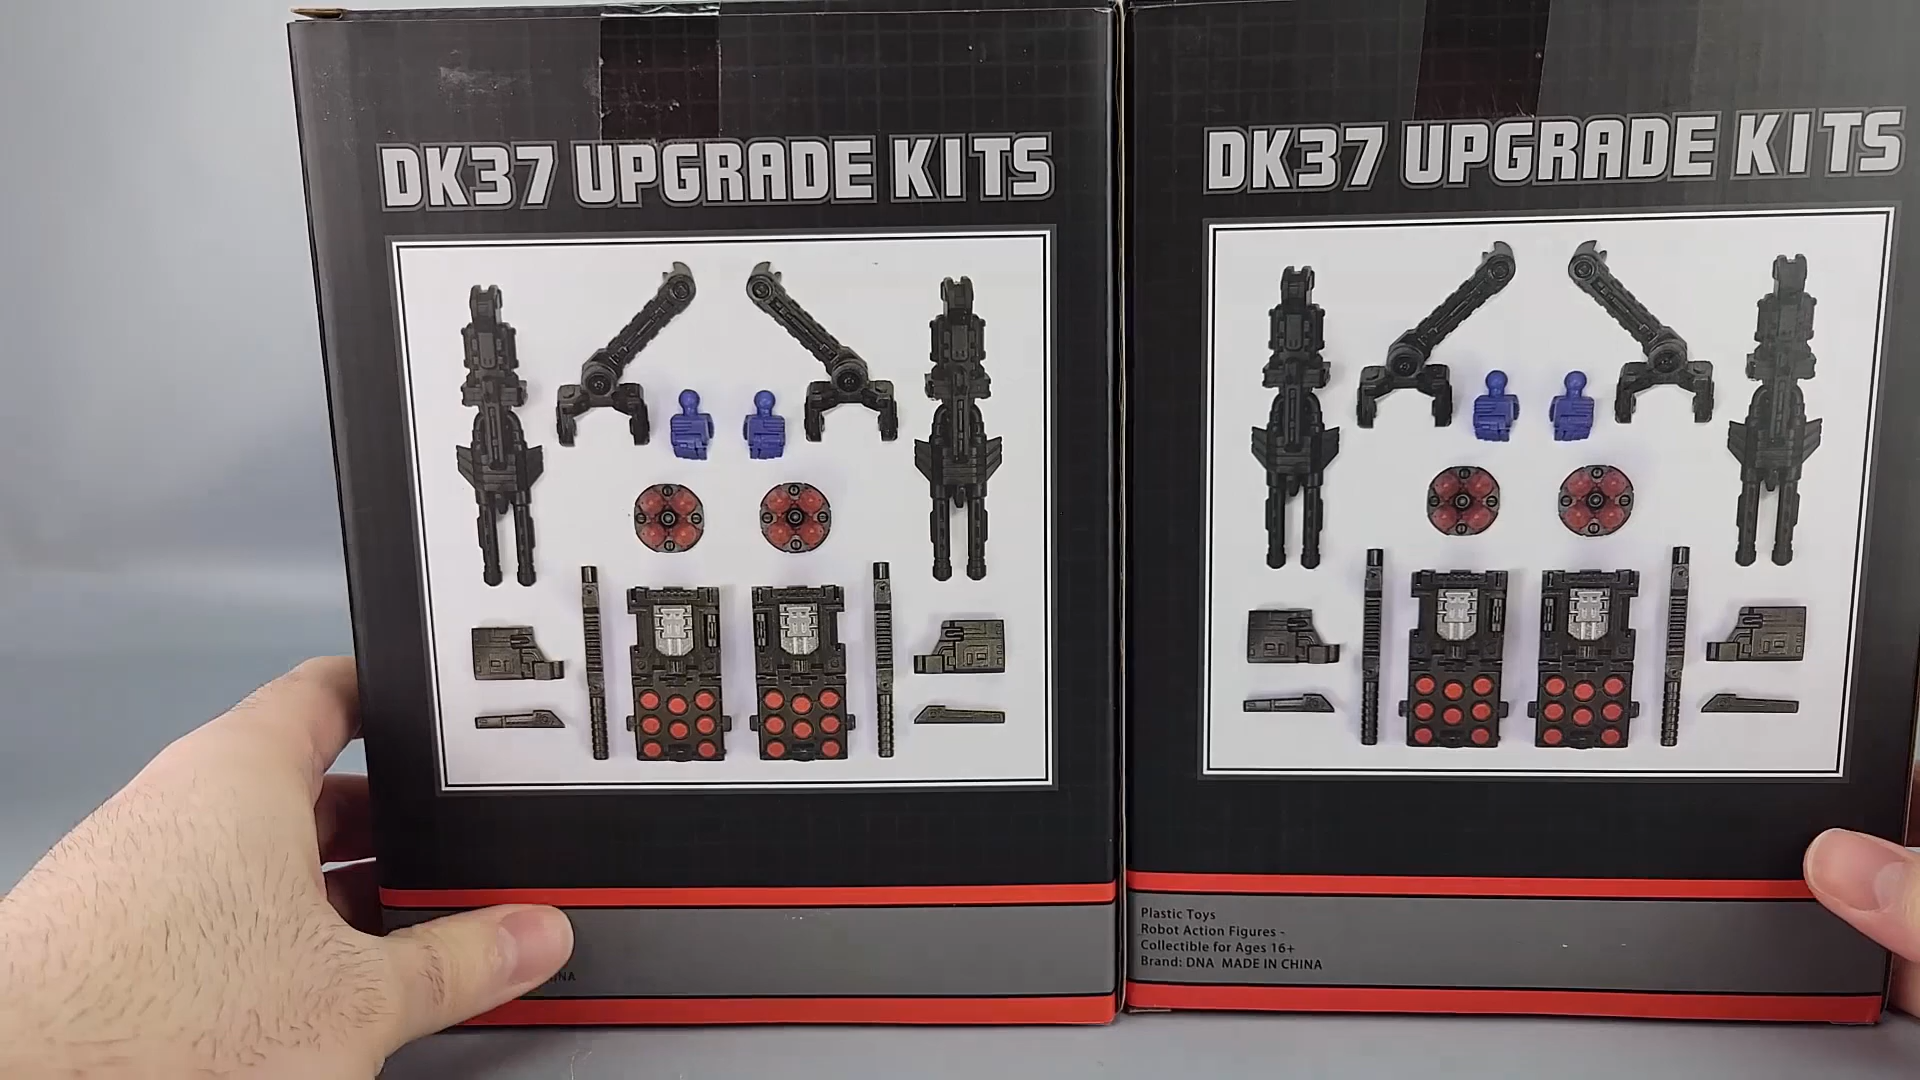 DK37 UPGRADE KITS
DK37 UPGRADE KITS
Plastic Toys
Robot Action Figures -
Collectible for Ages 16+
Brand: DNA MADE IN CHINA